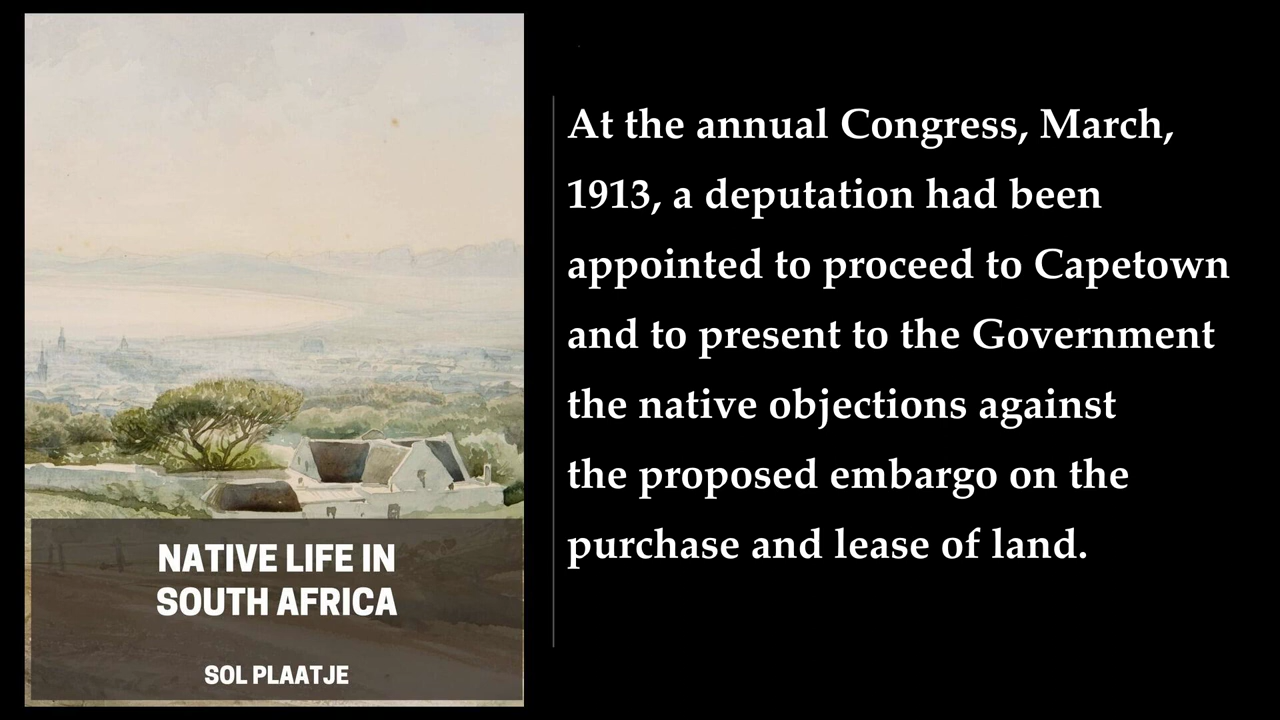 NATIVE LIFE IN
SOUTH AFRICA
SOL PLAATJE
At the annual Congress, March,
1913, a deputation had been
appointed to proceed to Capetown
and to present to the Government
the native objections against
the proposed embargo on the
purchase and lease of land.